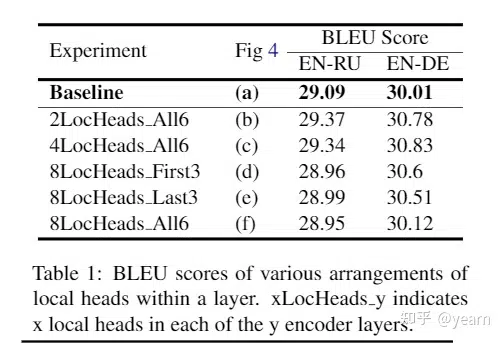 Experiment Fig 4 BLEU Score
EN-RU EN-DE
Baseline (a) 29.09 30.01
2LocHeads_All6 (b) 29.37 30.78
4LocHeads_All6 (c) 29.34 30.83
8LocHeads_First3 (d) 28.96 30.6
8LocHeads_Last3 (e) 28.99 30.51
8LocHeads_All6 (f) 28.95 30.12
Table 1: BLEU scores of various arrangements of
local heads within a layer. xLocHeads_y indicates
x local heads in each of the y encoder layers.
知乎 @yearn